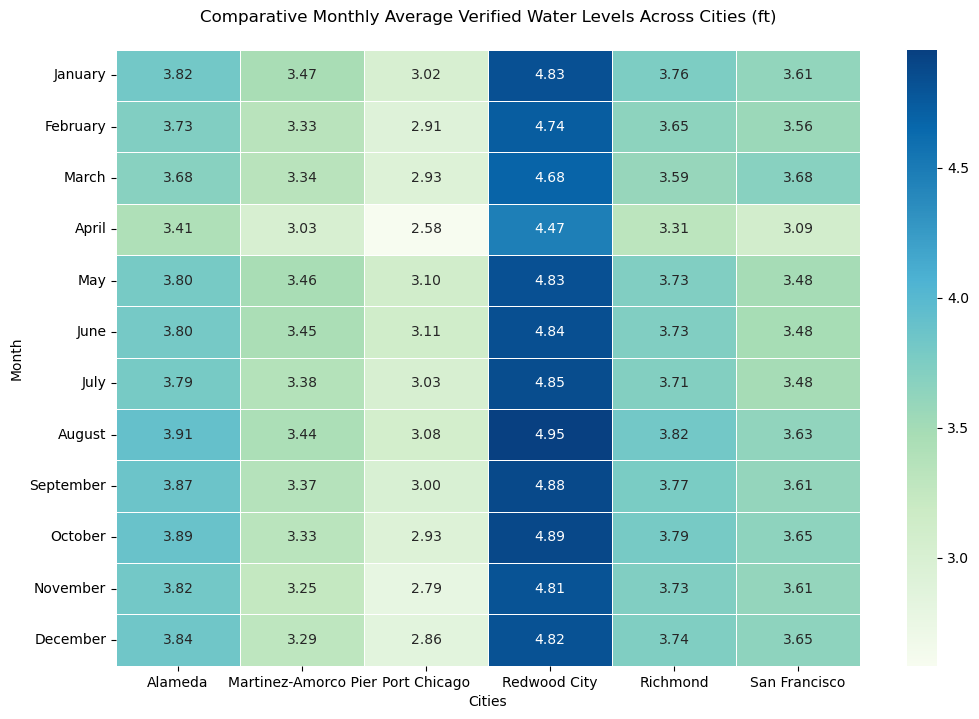 Comparative Monthly Average Verified Water Levels Across Cities (ft)
January 3.82 3.47 3.02 4.83 3.76 3.61
February 3.73 3.33 2.91 4.74 3.65 3.56
March 3.68 3.34 2.93 4.68 3.59 3.68
April 3.41 3.03 2.58 4.47 3.31 3.09
May 3.80 3.46 3.10 4.83 3.73 3.48
June 3.80 3.45 3.11 4.84 3.73 3.48
July 3.79 3.38 3.03 4.85 3.71 3.48
August 3.91 3.44 3.08 4.95 3.82 3.63
September 3.87 3.37 3.00 4.88 3.77 3.61
October 3.89 3.33 2.93 4.89 3.79 3.65
November 3.82 3.25 2.79 4.81 3.73 3.61
December 3.84 3.29 2.86 4.82 3.74 3.65
Alameda Martinez-Amorco Pier Port Chicago Redwood City Richmond San Francisco
Cities
Month
4.5
4.0
3.5
3.0